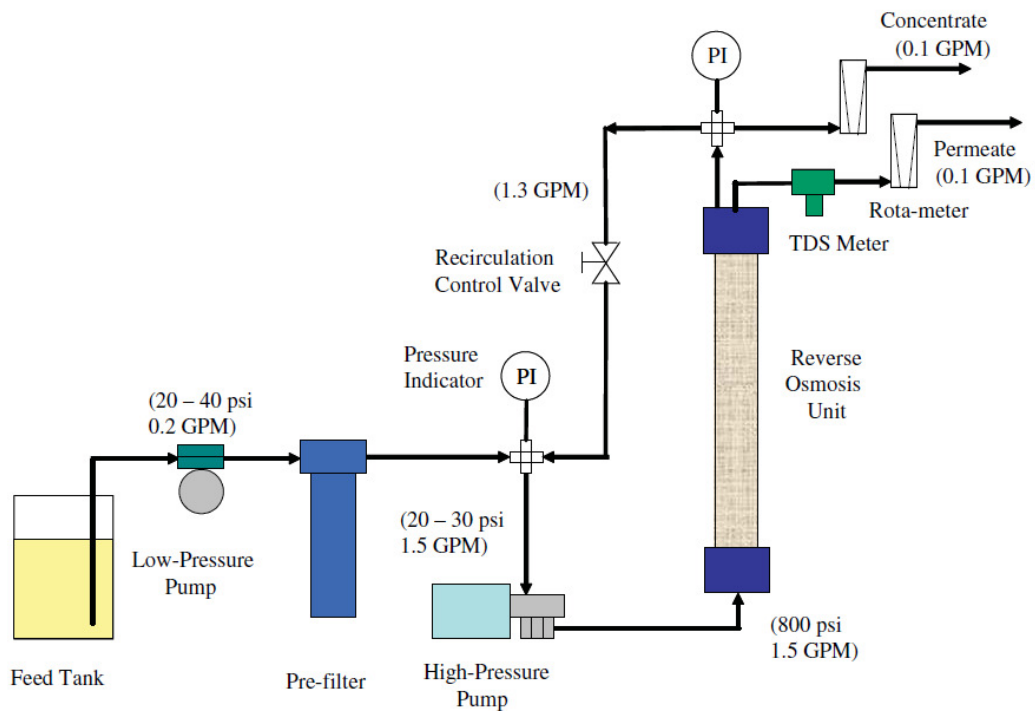 Concentrate
(0.1 GPM)
PI
Permeate
(0.1 GPM)
(1.3 GPM)
Rota-meter
TDS Meter
Recirculation
Control Valve
Pressure
Indicator
PI
Reverse
Osmosis
Unit
(20 – 40 psi
0.2 GPM)
(20 – 30 psi
1.5 GPM)
Low-Pressure
Pump
(800 psi
1.5 GPM)
Feed Tank
Pre-filter
High-Pressure
Pump